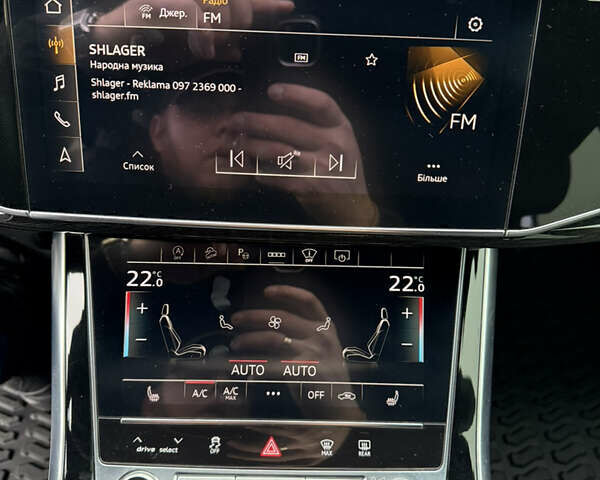 Радіо
Джер.
FM
SHLAGER
FM
Народна музика
Shlager - Reklama 097 2369 000 -
shlager.fm
FM
Список
Більше
P
OFF
22.0 °C
22.0 °C
AUTO AUTO
A/C
A/C MAX
OFF
drive select
OFF
MAX
REAR